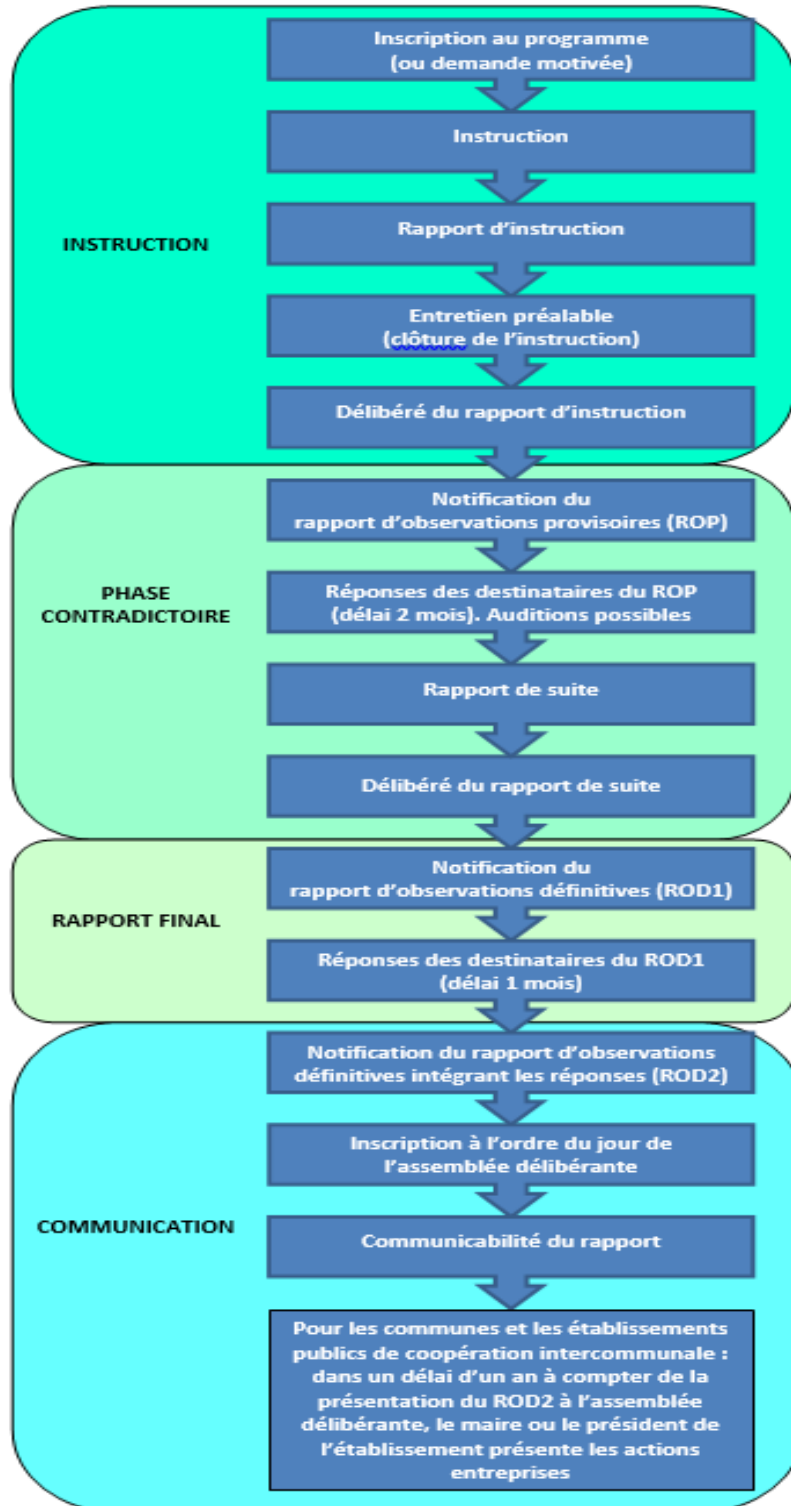 Inscription au programme
(ou demande motivée)
Instruction
Rapport d'instruction
INSTRUCTION
Entretien préalable
(clôture de l'instruction)
Délibéré du rapport d'instruction
Notification du
rapport d'observations provisoires (ROP)
PHASE
CONTRADICTOIRE
Réponses des destinataires du ROP
(délai 2 mois). Auditions possibles
Rapport de suite
Délibéré du rapport de suite
Notification du
rapport d'observations définitives (ROD1)
RAPPORT FINAL
Réponses des destinataires du ROD1
(délai 1 mois)
Notification du rapport d'observations
définitives intégrant les réponses (ROD2)
Inscription à l'ordre du jour de
l'assemblée délibérante
COMMUNICATION
Communicabilité du rapport
Pour les communes et les établissements
publics de coopération intercommunale :
dans un délai d'un an à compter de la
présentation du ROD2 à l'assemblée
délibérante, le maire ou le président de
l'établissement présente les actions
entreprises